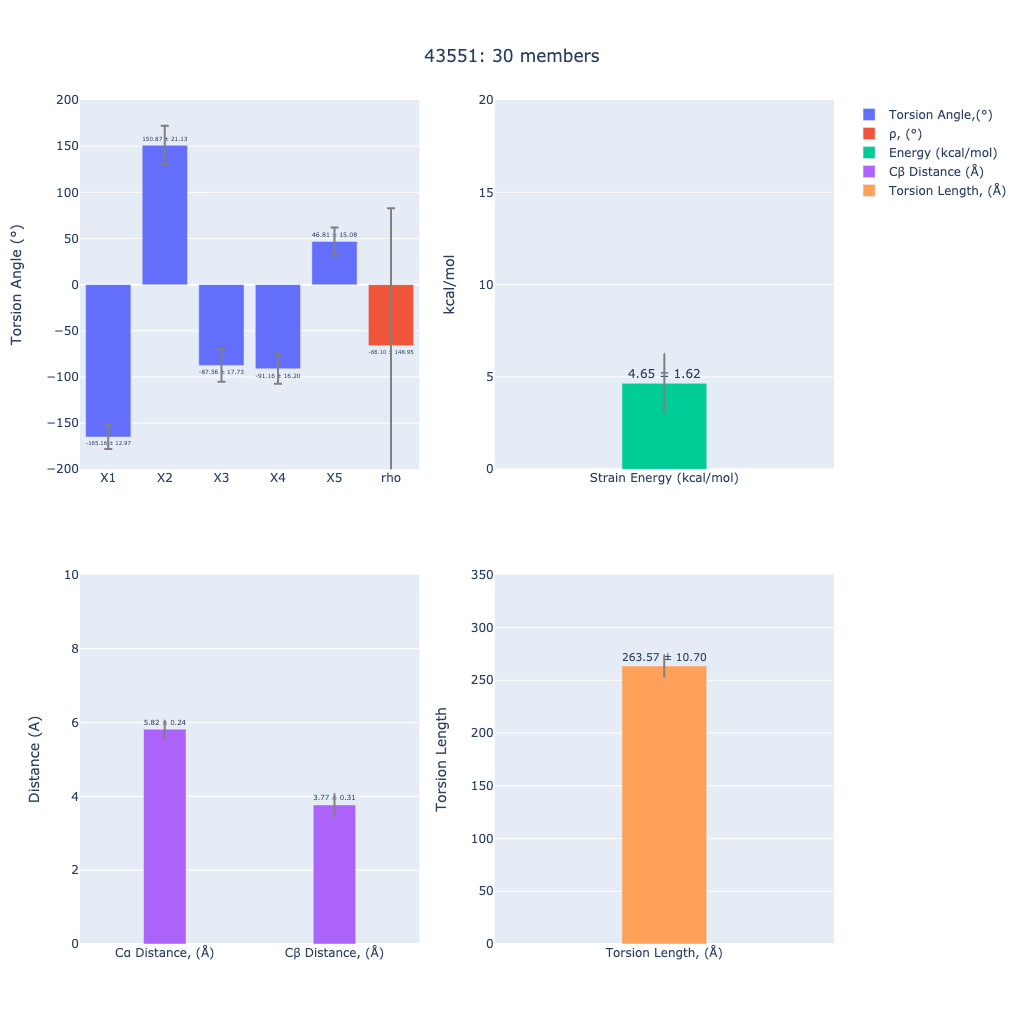 43551: 30 members
Torsion Angle (°)
200
150
100
50
0
−50
−100
−150
−200
-165.16 ± 12.97
150.87 ± 21.13
-87.56 ± 17.73
-91.16 ± 16.20
46.81 ± 15.08
-66.10 ± 148.95
X1 X2 X3 X4 X5 rho
kcal/mol
20
15
10
5
0
4.65 ± 1.62
Strain Energy (kcal/mol)
Torsion Angle,(°)
ρ, (°)
Energy (kcal/mol)
Cβ Distance (Å)
Torsion Length, (Å)
Distance (A)
10
8
6
4
2
0
5.82 ± 0.24
3.77 ± 0.31
Cα Distance, (Å) Cβ Distance, (Å)
Torsion Length
350
300
250
200
150
100
50
0
263.57 ± 10.70
Torsion Length, (Å)